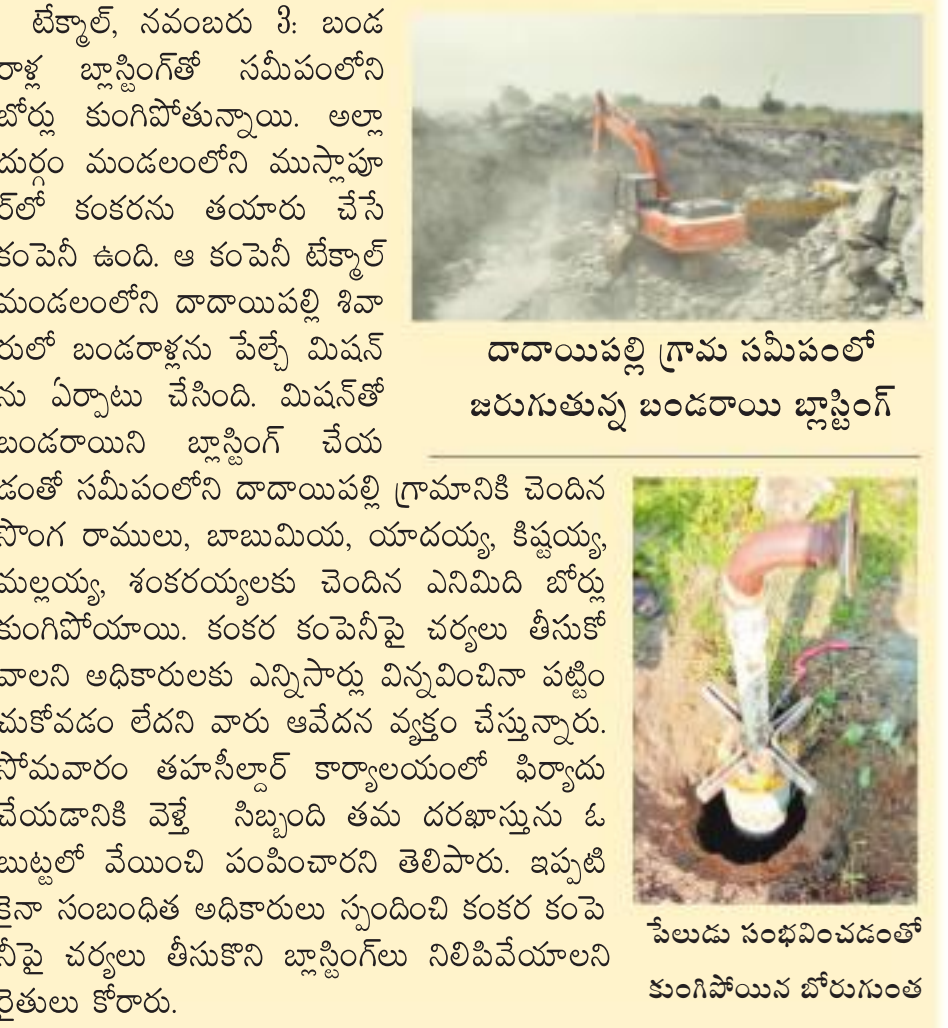 టేక్మాల్, నవంబరు 3: బండ
రాళ్ల బ్లాస్టింగ్‌తో సమీపంలోని
బోర్లు కుంగిపోతున్నాయి. అల్లా
దుర్గం మండలంలోని ముస్లాపూ
ర్‌లో కంకరను తయారు చేసే
కంపెనీ ఉంది. ఆ కంపెనీ టేక్మాల్
మండలంలోని దాదాయిపల్లి శివా
రులో బండరాళ్లను పేల్చే మిషన్
ను ఏర్పాటు చేసింది. మిషన్‌తో
బండరాయిని బ్లాస్టింగ్ చేయ
డంతో సమీపంలోని దాదాయిపల్లి గ్రామానికి చెందిన
సొంగ రాములు, బాబుమియ, యాదయ్య, కిష్టయ్య,
మల్లయ్య, శంకరయ్యలకు చెందిన ఎనిమిది బోర్లు
కుంగిపోయాయి. కంకర కంపెనీపై చర్యలు తీసుకో
వాలని అధికారులకు ఎన్నిసార్లు విన్నవించినా పట్టిం
చుకోవడం లేదని వారు ఆవేదన వ్యక్తం చేస్తున్నారు.
సోమవారం తహసీల్దార్ కార్యాలయంలో ఫిర్యాదు
చేయడానికి వెళ్తే సిబ్బంది తమ దరఖాస్తును ఓ
బుట్టలో వేయించి పంపించారని తెలిపారు. ఇప్పటి
కైనా సంబంధిత అధికారులు స్పందించి కంకర కంపె
నీపై చర్యలు తీసుకొని బ్లాస్టింగ్‌లు నిలిపివేయాలని
రైతులు కోరారు.
దాదాయిపల్లి గ్రామ సమీపంలో
జరుగుతున్న బండరాయి బ్లాస్టింగ్
పేలుడు సంభవించడంతో
కుంగిపోయిన బోరుగుంత